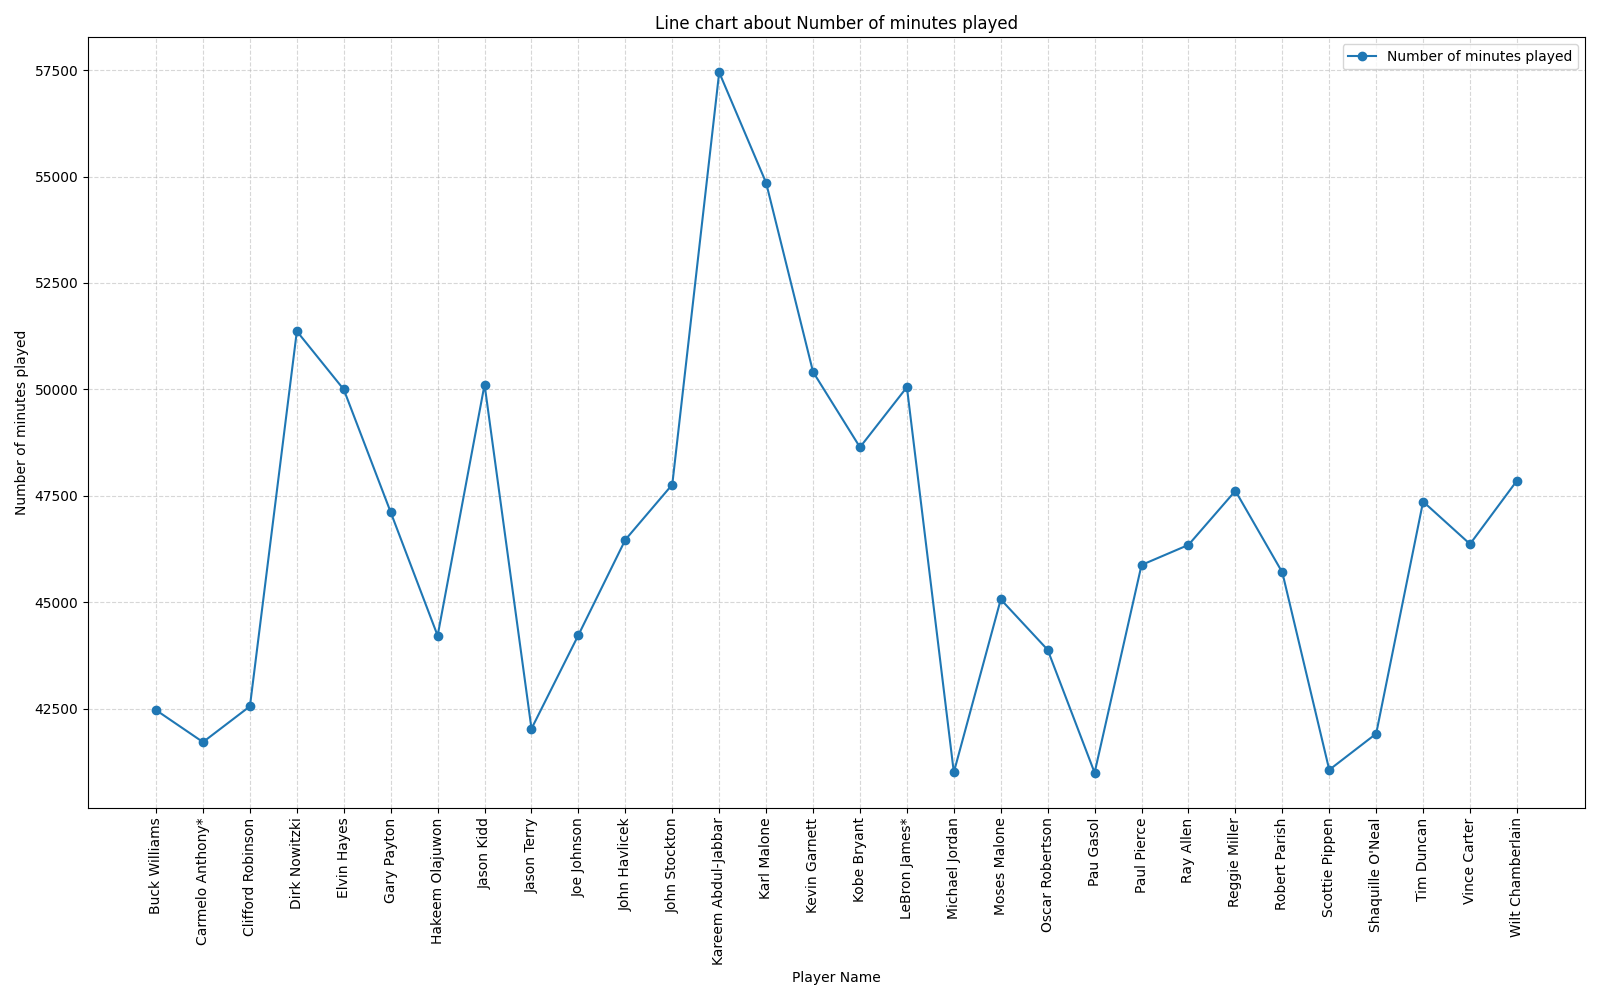 Line chart about Number of minutes played
Number of minutes played
57500
55000
52500
50000
47500
45000
42500
Number of minutes played
Buck Williams
Carmelo Anthony*
Clifford Robinson
Dirk Nowitzki
Elvin Hayes
Gary Payton
Hakeem Olajuwon
Jason Kidd
Jason Terry
Joe Johnson
John Havlicek
John Stockton
Kareem Abdul-Jabbar
Karl Malone
Kevin Garnett
Kobe Bryant
LeBron James*
Michael Jordan
Moses Malone
Oscar Robertson
Pau Gasol
Paul Pierce
Ray Allen
Reggie Miller
Robert Parish
Scottie Pippen
Shaquille O'Neal
Tim Duncan
Vince Carter
Wilt Chamberlain
Player Name